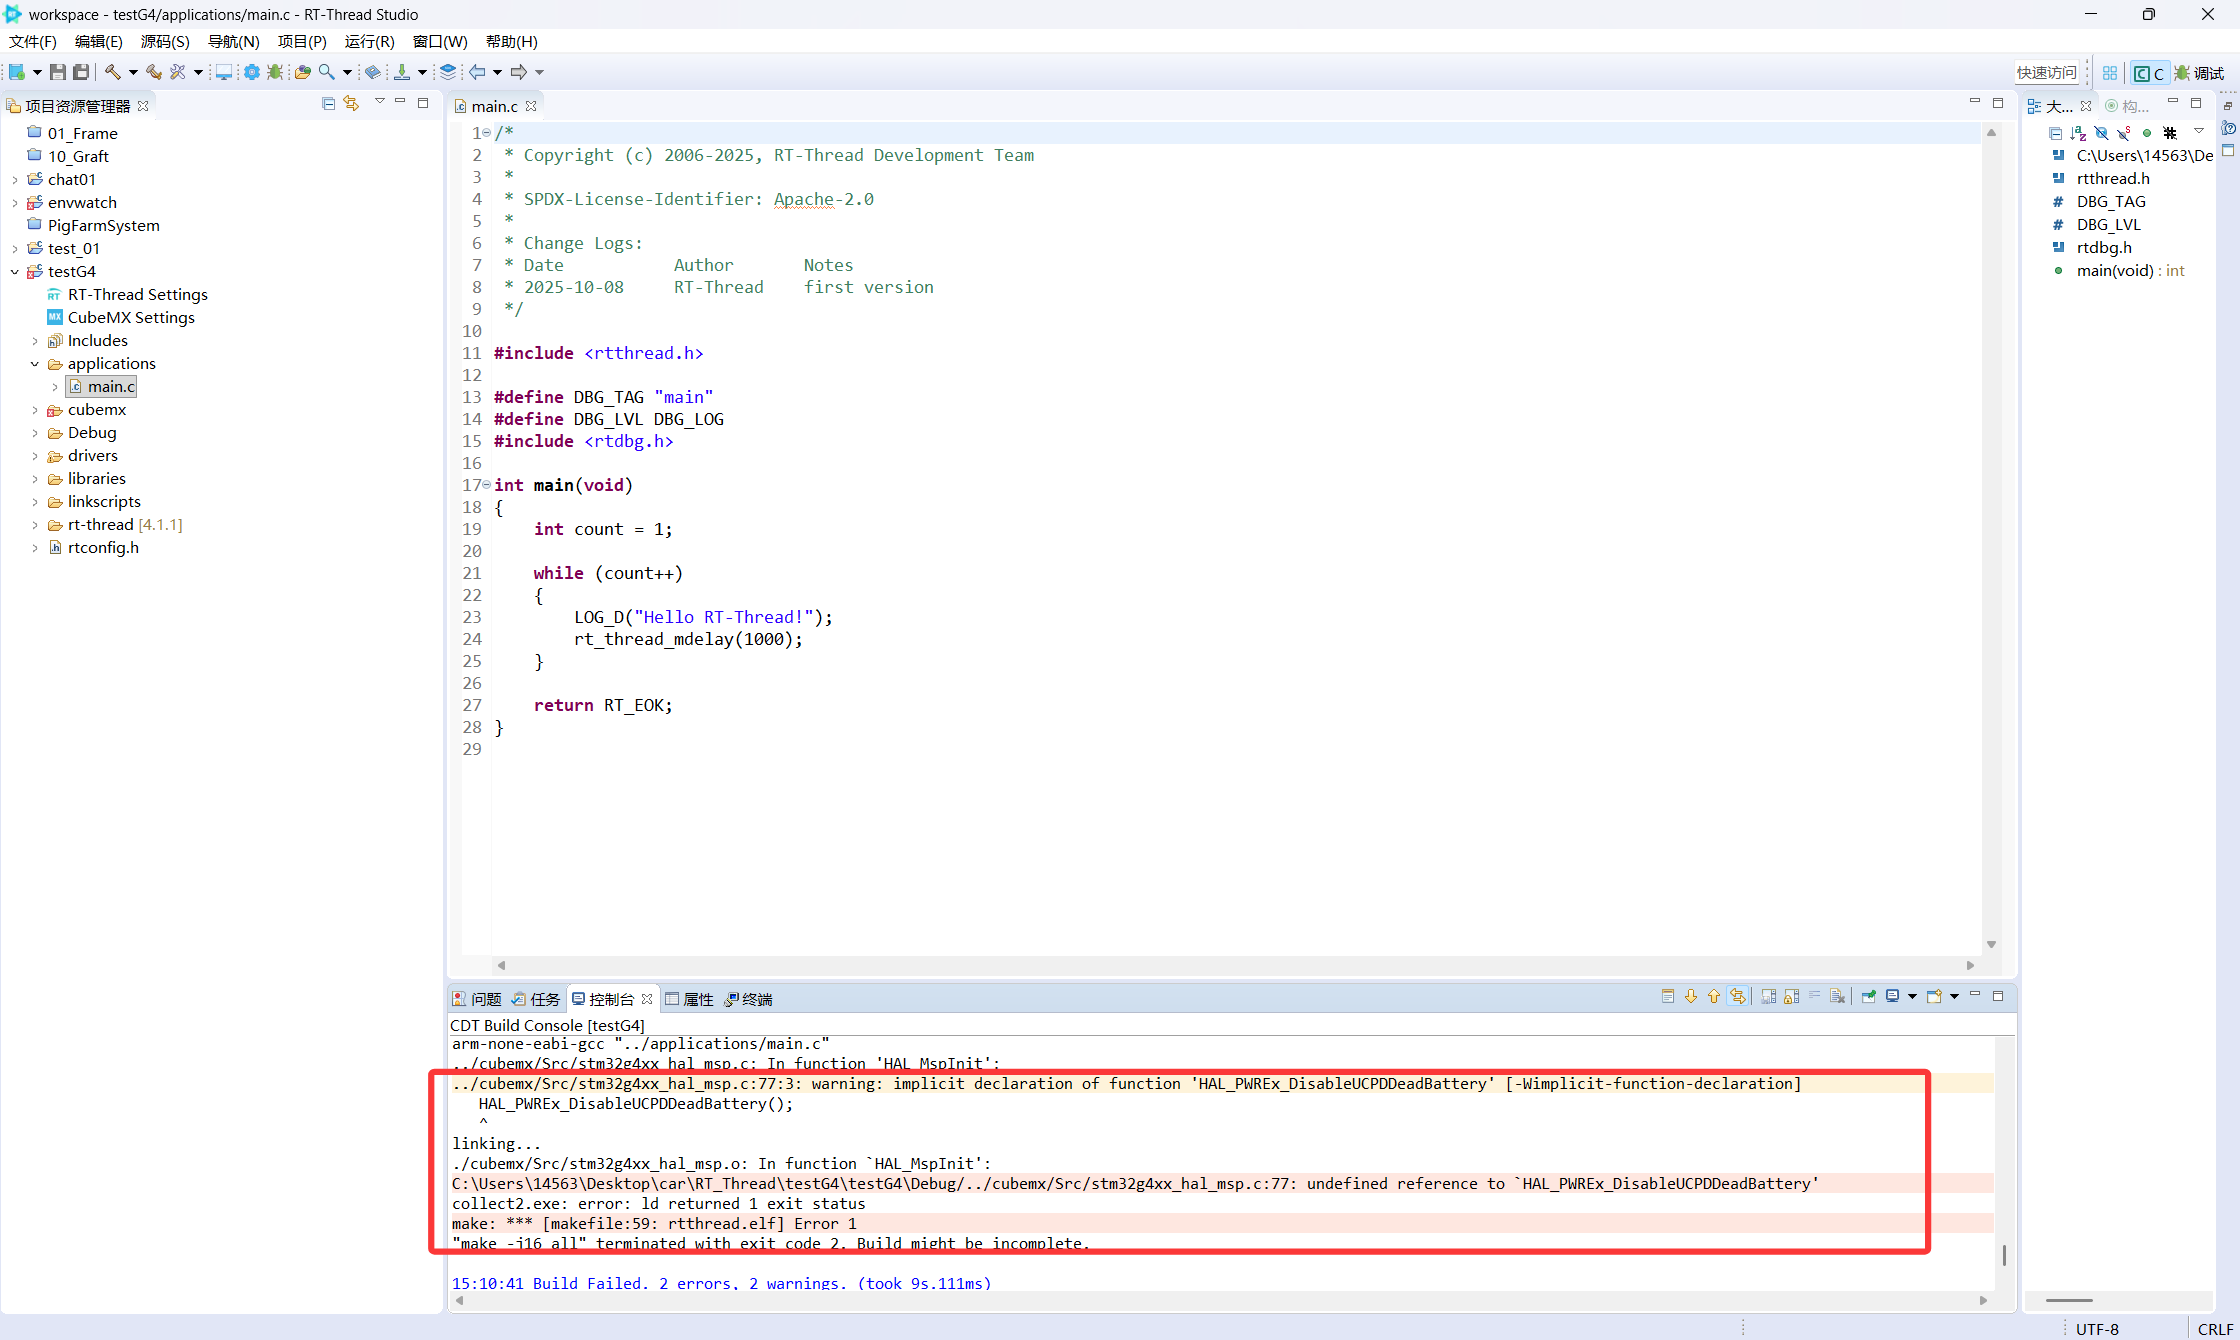 workspace - testG4/applications/main.c - RT-Thread Studio
文件(F) 编辑(E) 源码(S) 导航(N) 项目(P) 运行(R) 窗口(W) 帮助(H)
快速访问 C 调试
项目资源管理器
01_Frame
10_Graft
chat01
envwatch
PigFarmSystem
test_01
testG4
RT-Thread Settings
CubeMX Settings
Includes
applications
main.c
cubemx
Debug
drivers
libraries
linkscripts
rt-thread [4.1.1]
rtconfig.h
main.c
1 /*
2 * Copyright (c) 2006-2025, RT-Thread Development Team
3 *
4 * SPDX-License-Identifier: Apache-2.0
5 *
6 * Change Logs:
7 * Date           Author       Notes
8 * 2025-10-08     RT-Thread    first version
9 */
10
11 #include <rtthread.h>
12
13 #define DBG_TAG "main"
14 #define DBG_LVL DBG_LOG
15 #include <rtdbg.h>
16
17 int main(void)
18 {
19     int count = 1;
20
21     while (count++)
22     {
23         LOG_D("Hello RT-Thread!");
24         rt_thread_mdelay(1000);
25     }
26
27     return RT_EOK;
28 }
29
大... 构...
C:\Users\14563\De
rtthread.h
DBG_TAG
DBG_LVL
rtdbg.h
main(void) : int
问题 任务 控制台 属性 终端
CDT Build Console [testG4]
arm-none-eabi-gcc "../applications/main.c"
../cubemx/Src/stm32g4xx_hal_msp.c: In function 'HAL_MspInit':
../cubemx/Src/stm32g4xx_hal_msp.c:77:3: warning: implicit declaration of function 'HAL_PWREx_DisableUCPDDeadBattery' [-Wimplicit-function-declaration]
HAL_PWREx_DisableUCPDDeadBattery();
^
linking...
./cubemx/Src/stm32g4xx_hal_msp.o: In function `HAL_MspInit':
C:\Users\14563\Desktop\car\RT_Thread\testG4\testG4\Debug/../cubemx/Src/stm32g4xx_hal_msp.c:77: undefined reference to `HAL_PWREx_DisableUCPDDeadBattery'
collect2.exe: error: ld returned 1 exit status
make: *** [makefile:59: rtthread.elf] Error 1
"make -j16 all" terminated with exit code 2. Build might be incomplete.
15:10:41 Build Failed. 2 errors, 2 warnings. (took 9s.111ms)
UTF-8 CRLF